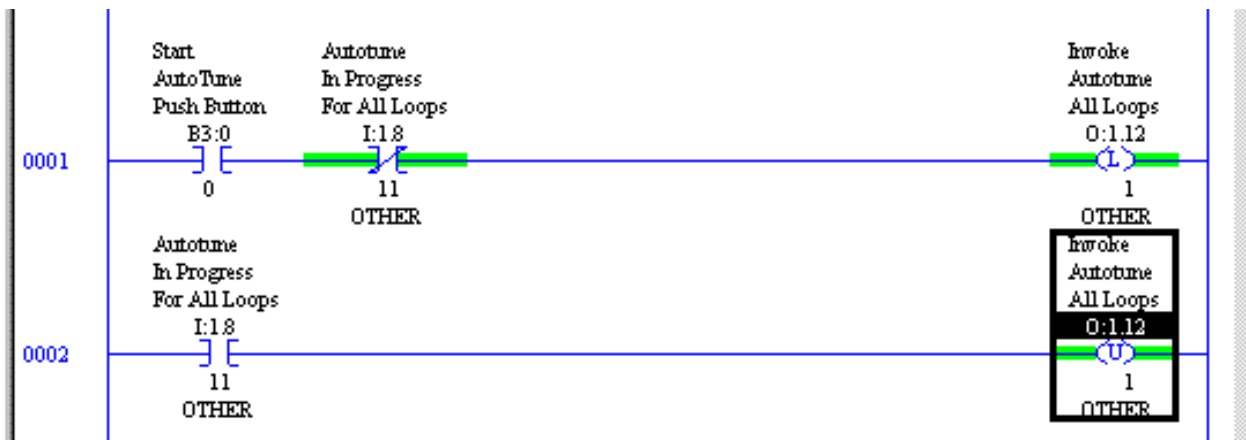 Start
AutoTune
Push Button
B3:0
0
Autotune
In Progress
For All Loops
I:1.8
11
OTHER
Invoke
Autotune
All Loops
O:1.12
L
1
OTHER
0001
Autotune
In Progress
For All Loops
I:1.8
11
OTHER
Invoke
Autotune
All Loops
O:1.12
U
1
OTHER
0002